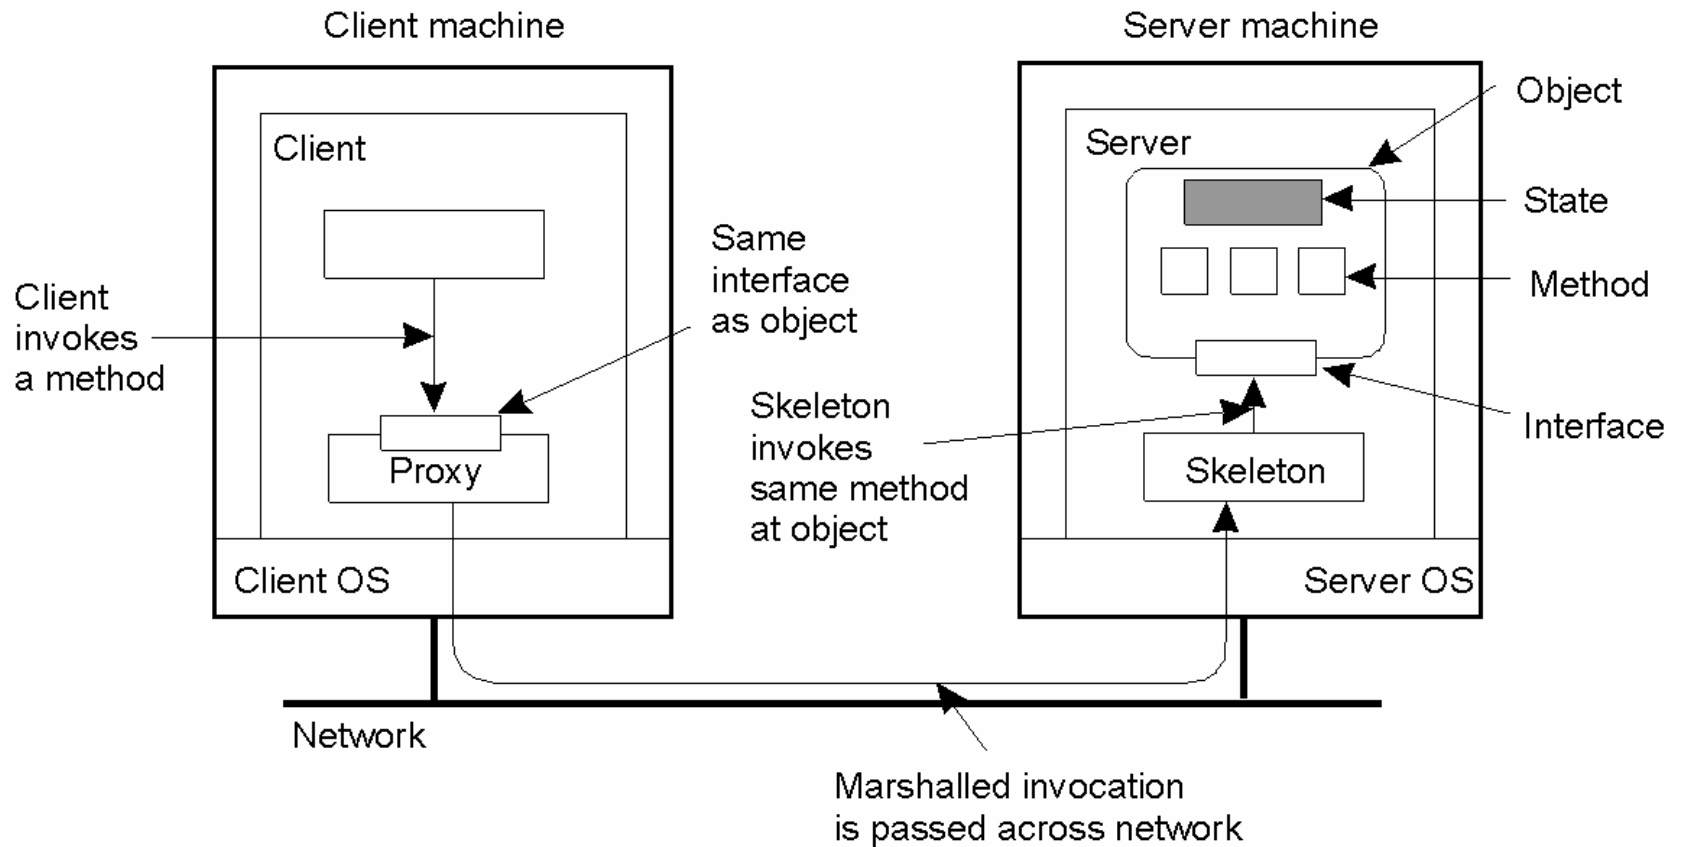 Client machine
Server machine
Client
Server
Object
State
Method
Interface
Client
invokes
a method
Same
interface
as object
Skeleton
invokes
same method
at object
Proxy
Skeleton
Client OS
Server OS
Network
Marshalled invocation
is passed across network